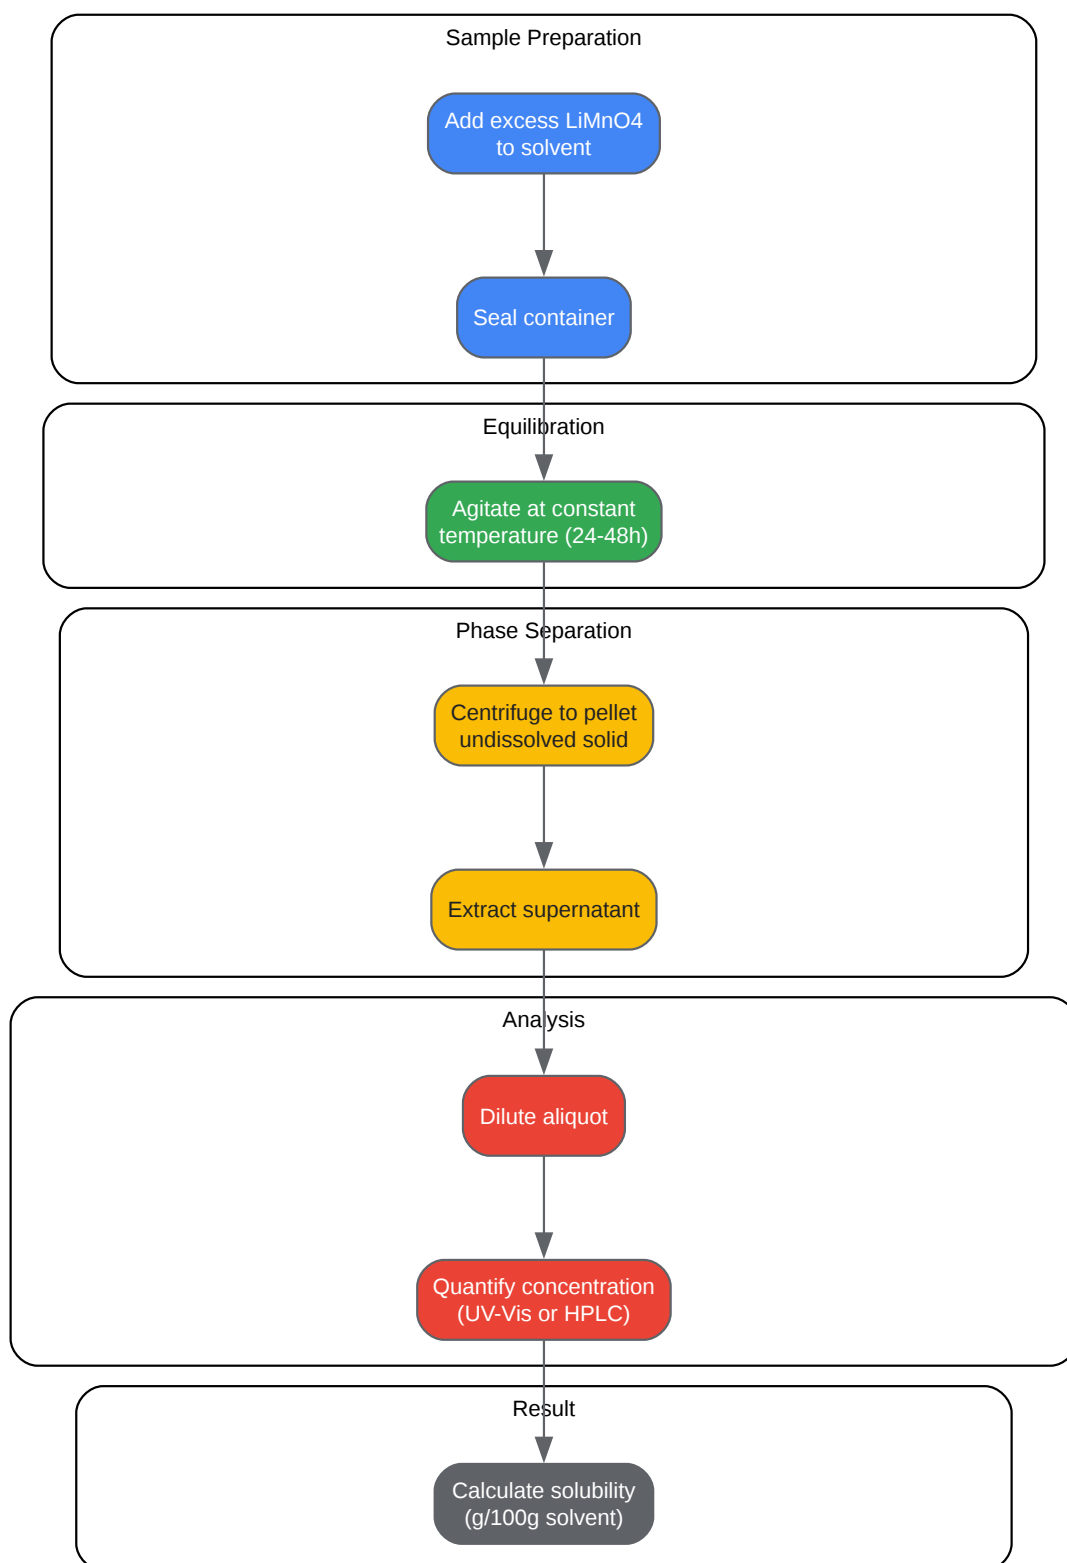 Sample Preparation
Add excess LiMnO4
to solvent
Seal container
Equilibration
Agitate at constant
temperature (24-48h)
Phase Separation
Centrifuge to pellet
undissolved solid
Extract supernatant
Analysis
Dilute aliquot
Quantify concentration
(UV-Vis or HPLC)
Result
Calculate solubility
(g/100g solvent)